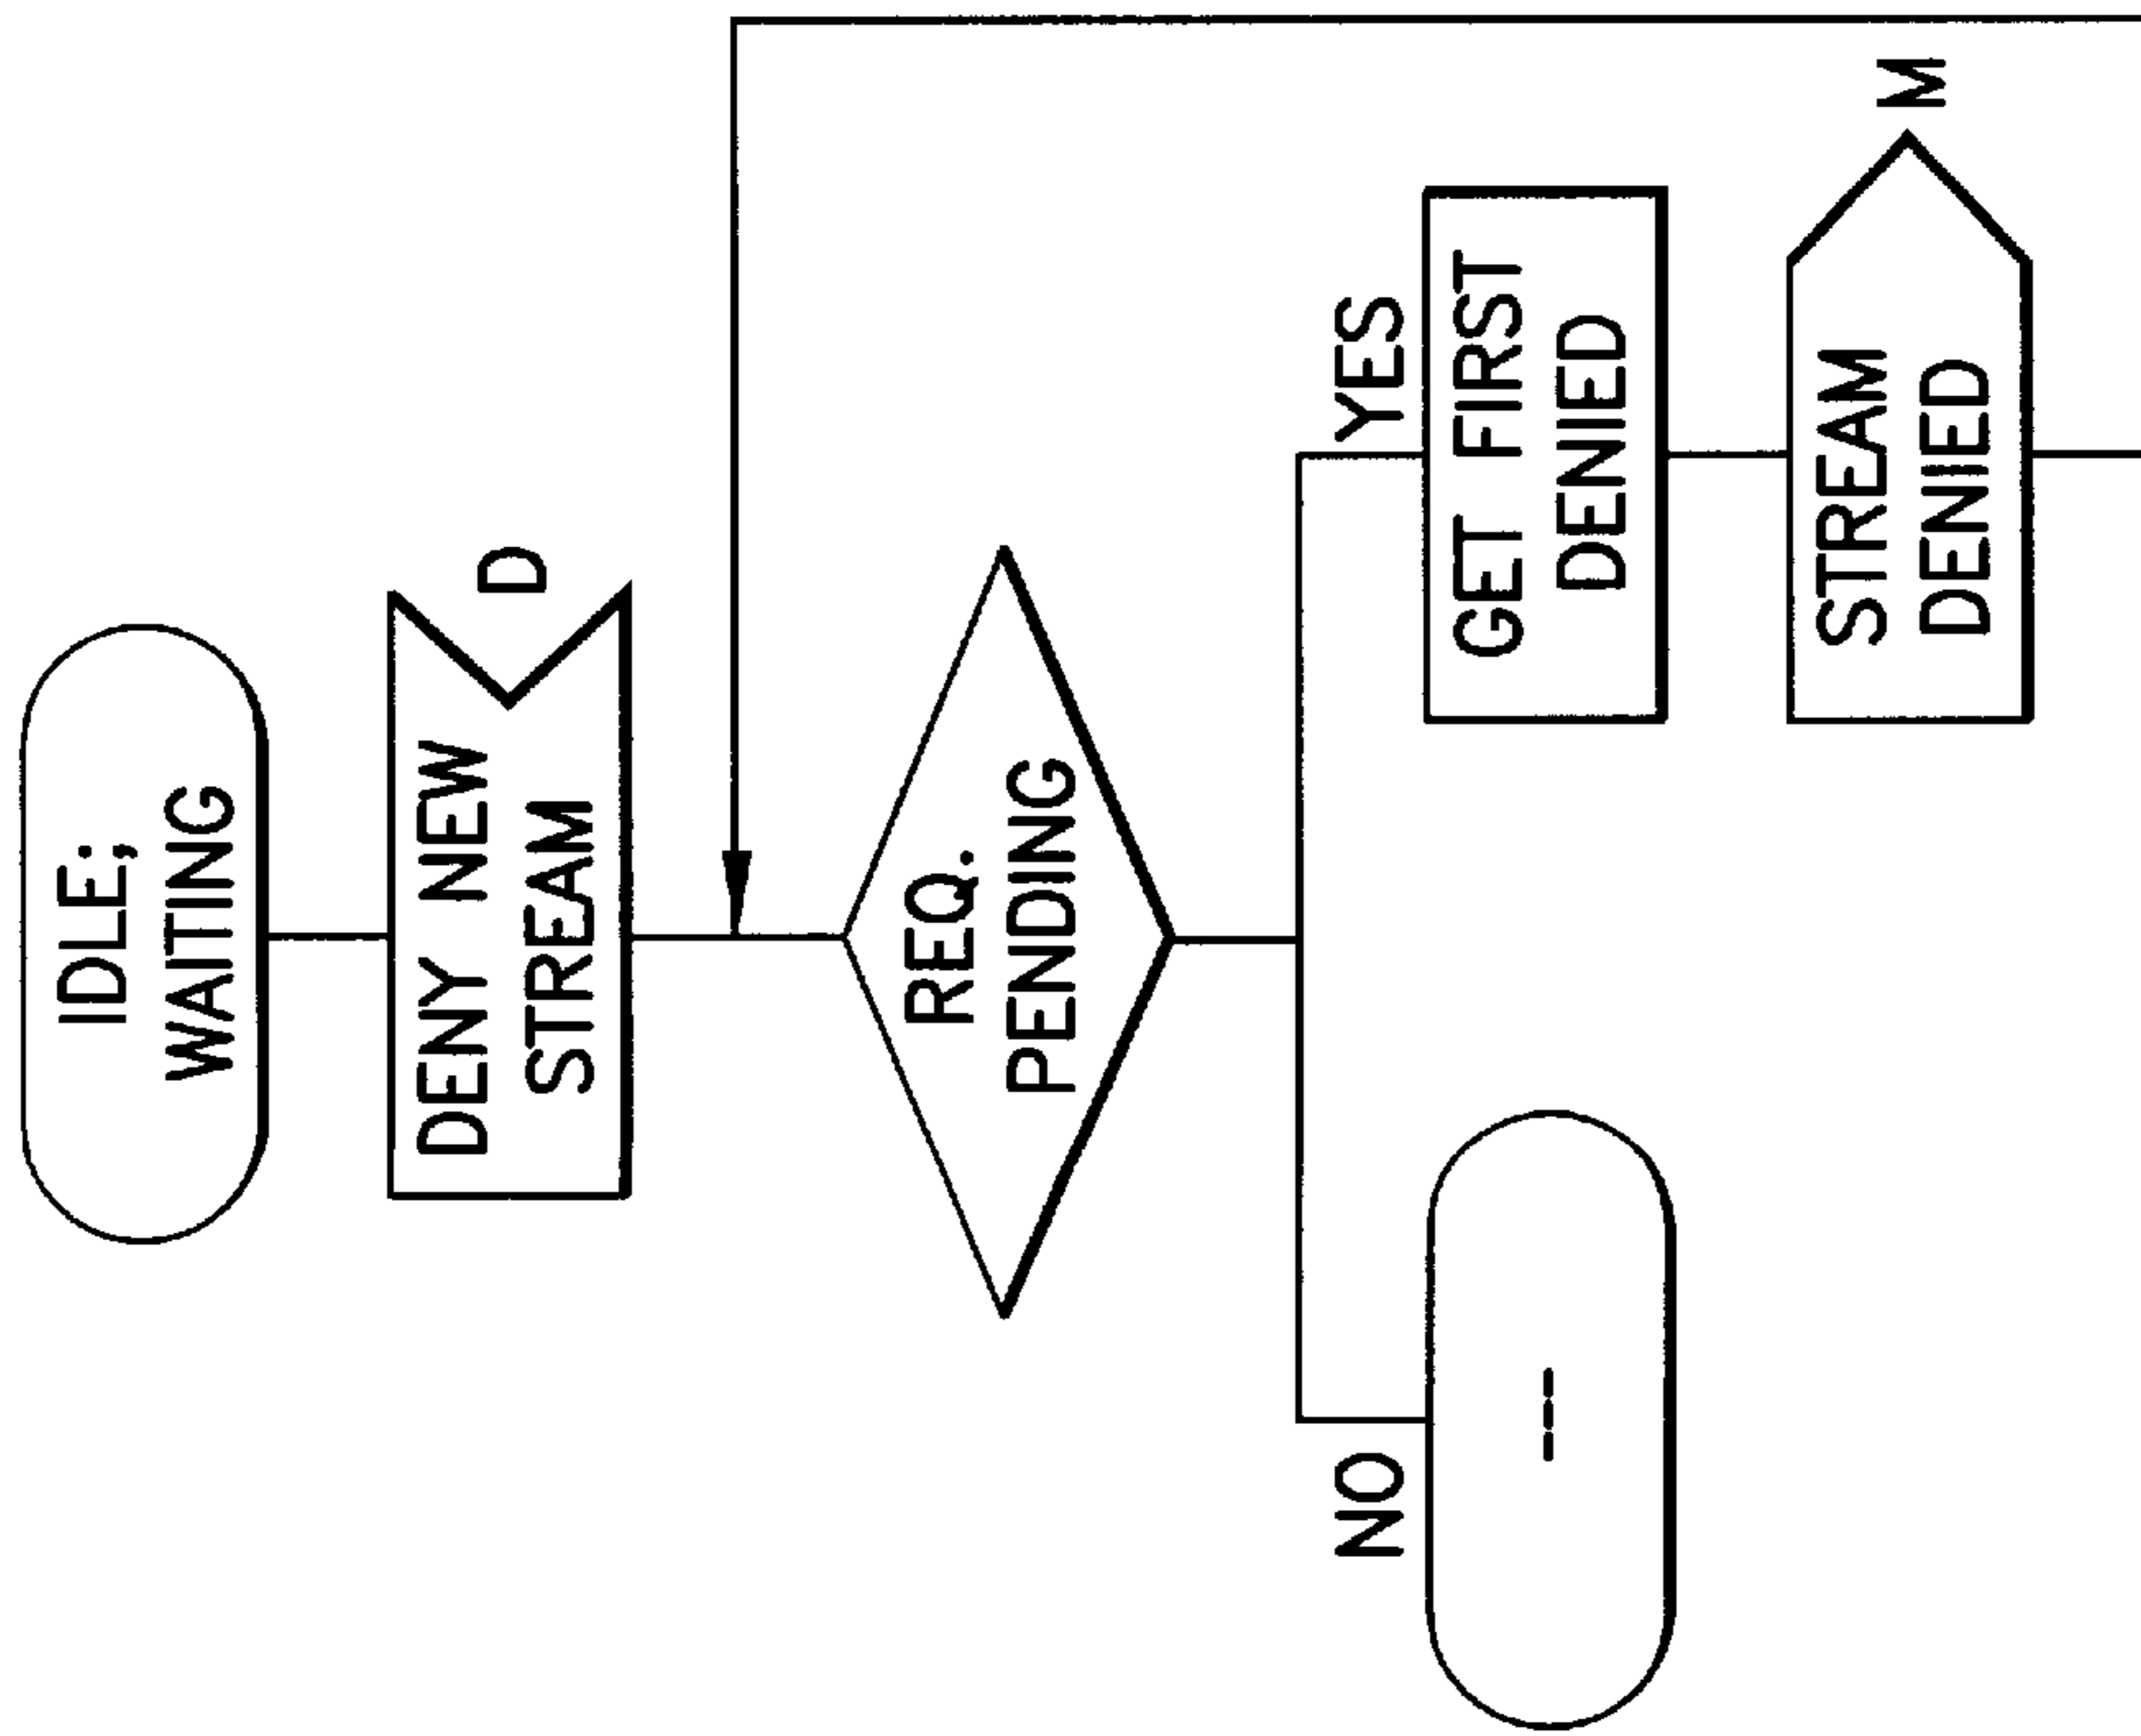 IDLE;
WAITING
DENY NEW
STREAM
D
REQ.
PENDING
NO
YES
---
GET FIRST
DENIED
STREAM
DENIED
M